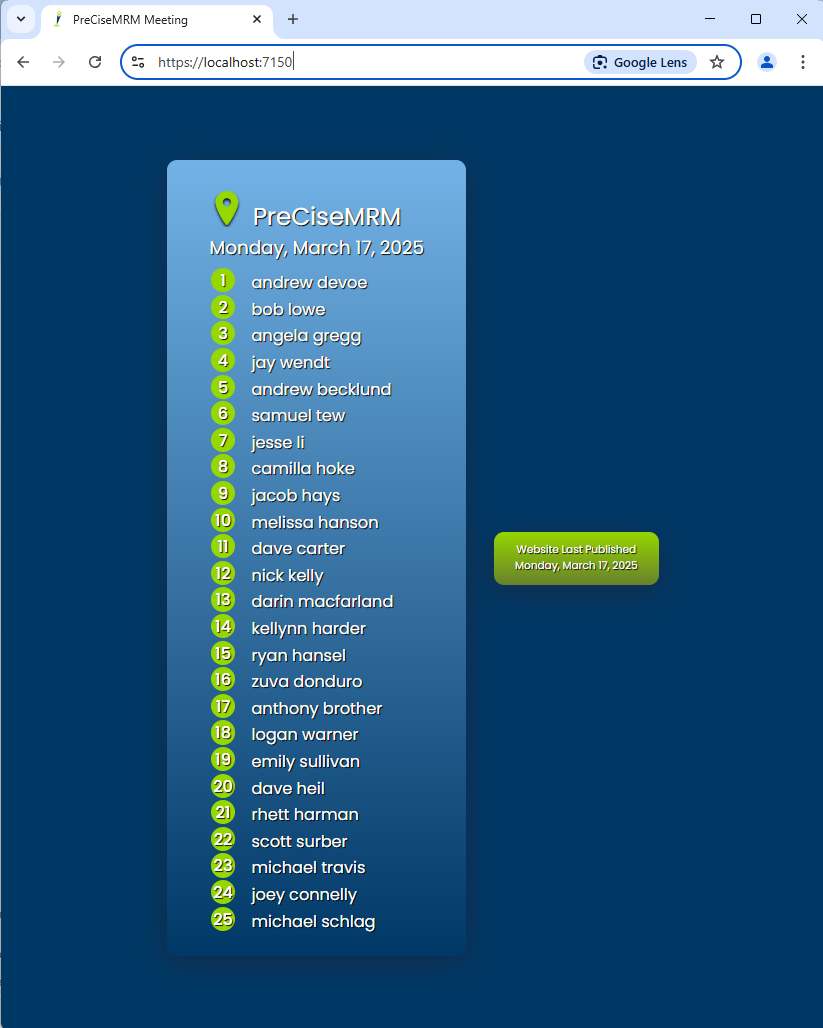 PreCiseMRM Meeting
https://localhost:7150
Google Lens
PreCiseMRM
Monday, March 17, 2025
1 andrew devoe
2 bob lowe
3 angela gregg
4 jay wendt
5 andrew becklund
6 samuel tew
7 jesse li
8 camilla hoke
9 jacob hays
10 melissa hanson
11 dave carter
12 nick kelly
13 darin macfarland
14 kellynn harder
15 ryan hansel
16 zuva donduro
17 anthony brother
18 logan warner
19 emily sullivan
20 dave heil
21 rhett harman
22 scott surber
23 michael travis
24 joey connelly
25 michael schlag
Website Last Published
Monday, March 17, 2025